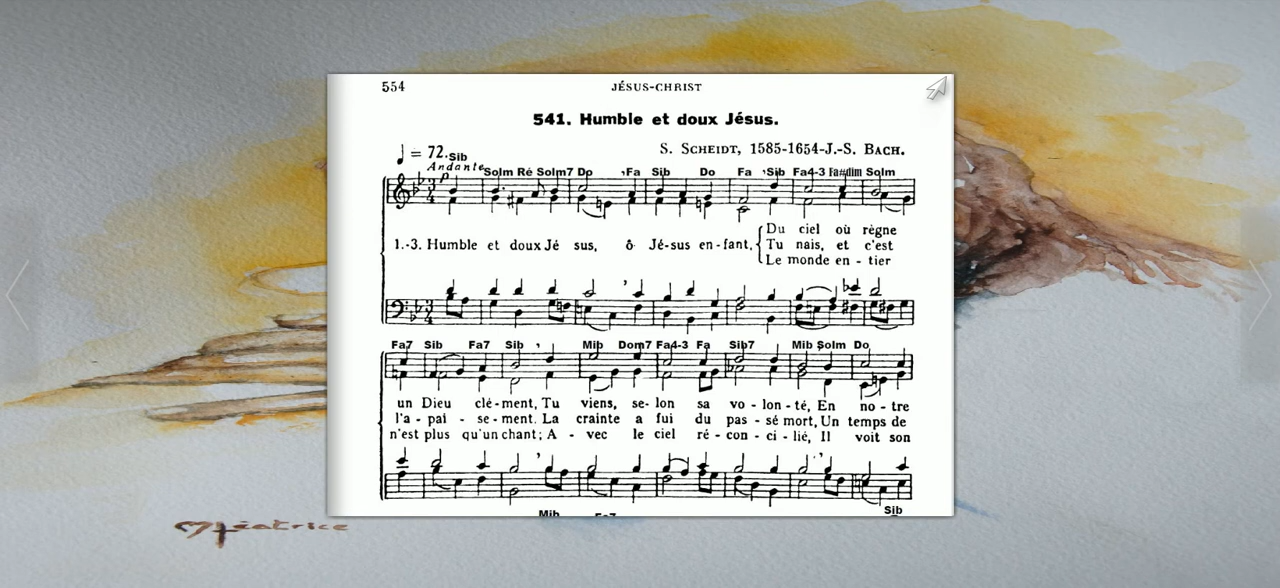 554 JÉSUS-CHRIST
541. Humble et doux Jésus.
♩ = 72. Sib S. SCHEIDT, 1585-1654-J.-S. BACH.
Andante
p Solm Ré Solm7 Do Fa Sib Do Fa Sib Fa4-3 Fa#dim Solm
Du ciel où règne
1.-3. Humble et doux Jé sus, ô Jé-sus en-fant, Tu nais, et c'est
Le monde en - tier
Fa7 Sib Fa7 Sib Mib Dom7 Fa4-3 Fa Sib7 Mib Solm Do
un Dieu clé-ment, Tu viens, se-lon sa vo-lon-té, En no-tre
l'a - pai - se-ment. La crainte a fui du pas - sé mort, Un temps de
n'est plus qu'un chant; A - vec le ciel ré - con - ci - lié, Il voit son
Mib Fa7 Sib